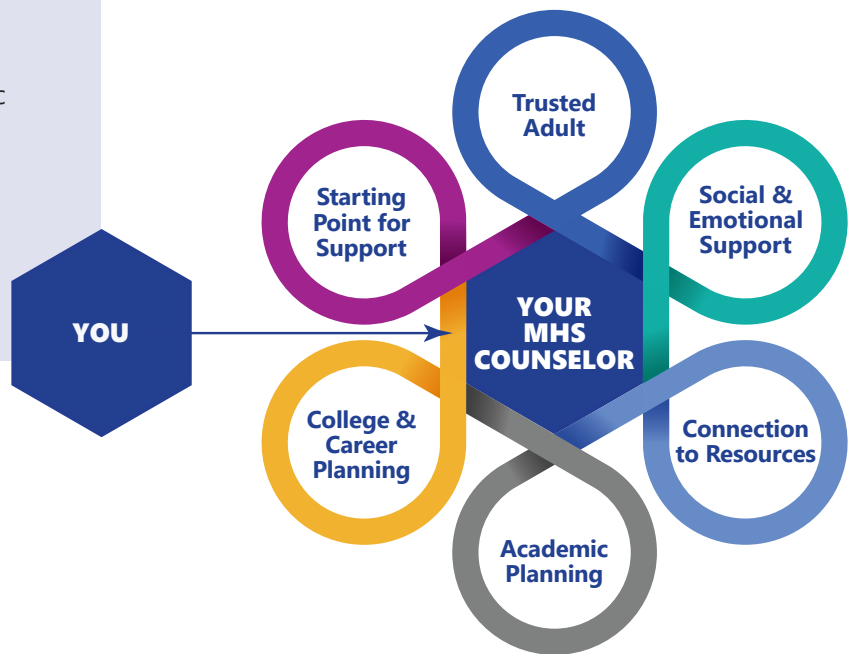 c
Trusted
Adult
Starting
Point for
Support
Social &
Emotional
Support
YOU
YOUR
MHS
COUNSELOR
College &
Career
Planning
Connection
to Resources
Academic
Planning